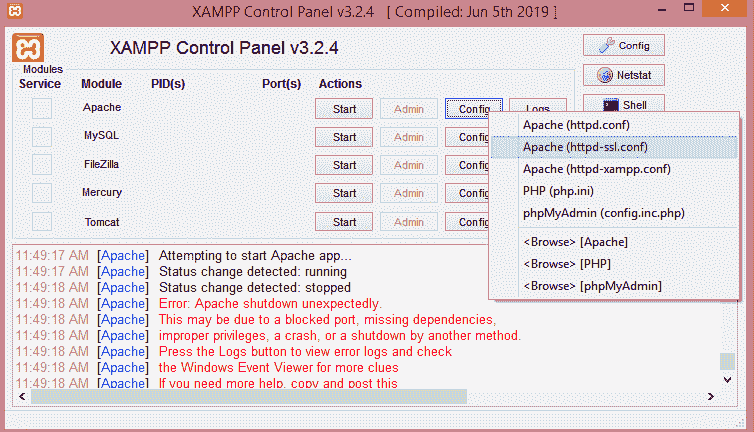 XAMPP Control Panel v3.2.4 [ Compiled: Jun 5th 2019 ]
XAMPP Control Panel v3.2.4
Config
Modules
Service Module PID(s) Port(s) Actions
Netstat
Apache Start Admin Config Logs
Shell
MySQL Start Admin Config
FileZilla Start Admin Config
Mercury Start Admin Config
Tomcat Start Admin Config
Apache (httpd.conf)
Apache (httpd-ssl.conf)
Apache (httpd-xampp.conf)
PHP (php.ini)
phpMyAdmin (config.inc.php)
<Browse> [Apache]
<Browse> [PHP]
<Browse> [phpMyAdmin]
11:49:17 AM [Apache] Attempting to start Apache app...
11:49:18 AM [Apache] Status change detected: running
11:49:18 AM [Apache] Status change detected: stopped
11:49:18 AM [Apache] Error: Apache shutdown unexpectedly.
11:49:18 AM [Apache] This may be due to a blocked port, missing dependencies,
11:49:18 AM [Apache] improper privileges, a crash, or a shutdown by another method.
11:49:18 AM [Apache] Press the Logs button to view error logs and check
11:49:18 AM [Apache] the Windows Event Viewer for more clues
11:49:18 AM [Apache] If you need more help, copy and post this